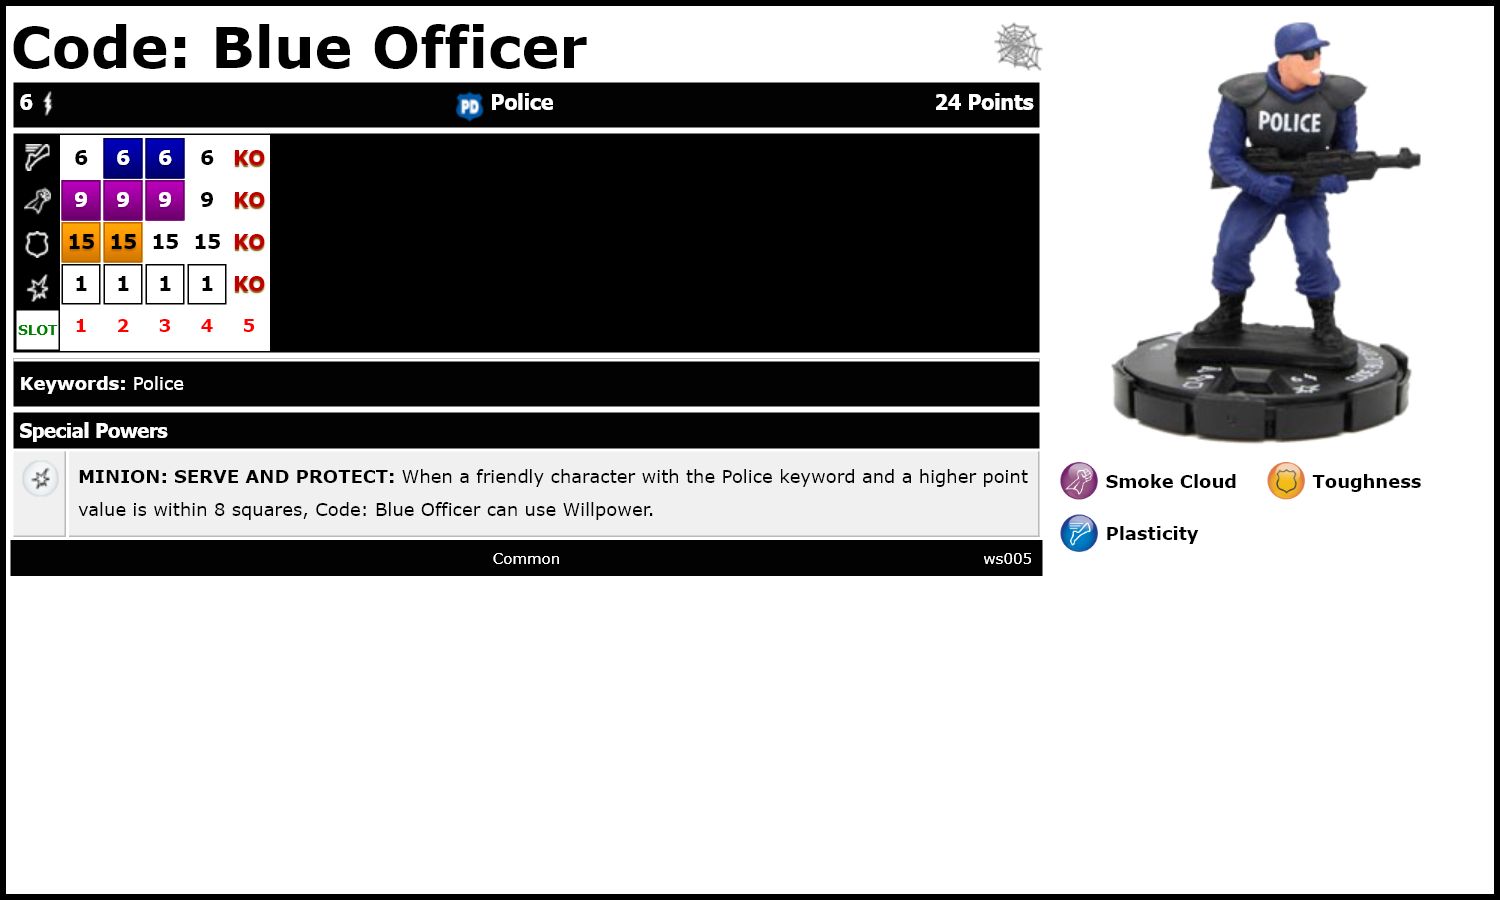 Code: Blue Officer
6 PD Police 24 Points
6 6 6 6 KO
9 9 9 9 KO
15 15 15 15 KO
1 1 1 1 KO
SLOT 1 2 3 4 5
Keywords: Police
Special Powers
MINION: SERVE AND PROTECT: When a friendly character with the Police keyword and a higher point
value is within 8 squares, Code: Blue Officer can use Willpower.
Common ws005
POLICE
Smoke Cloud Toughness
Plasticity